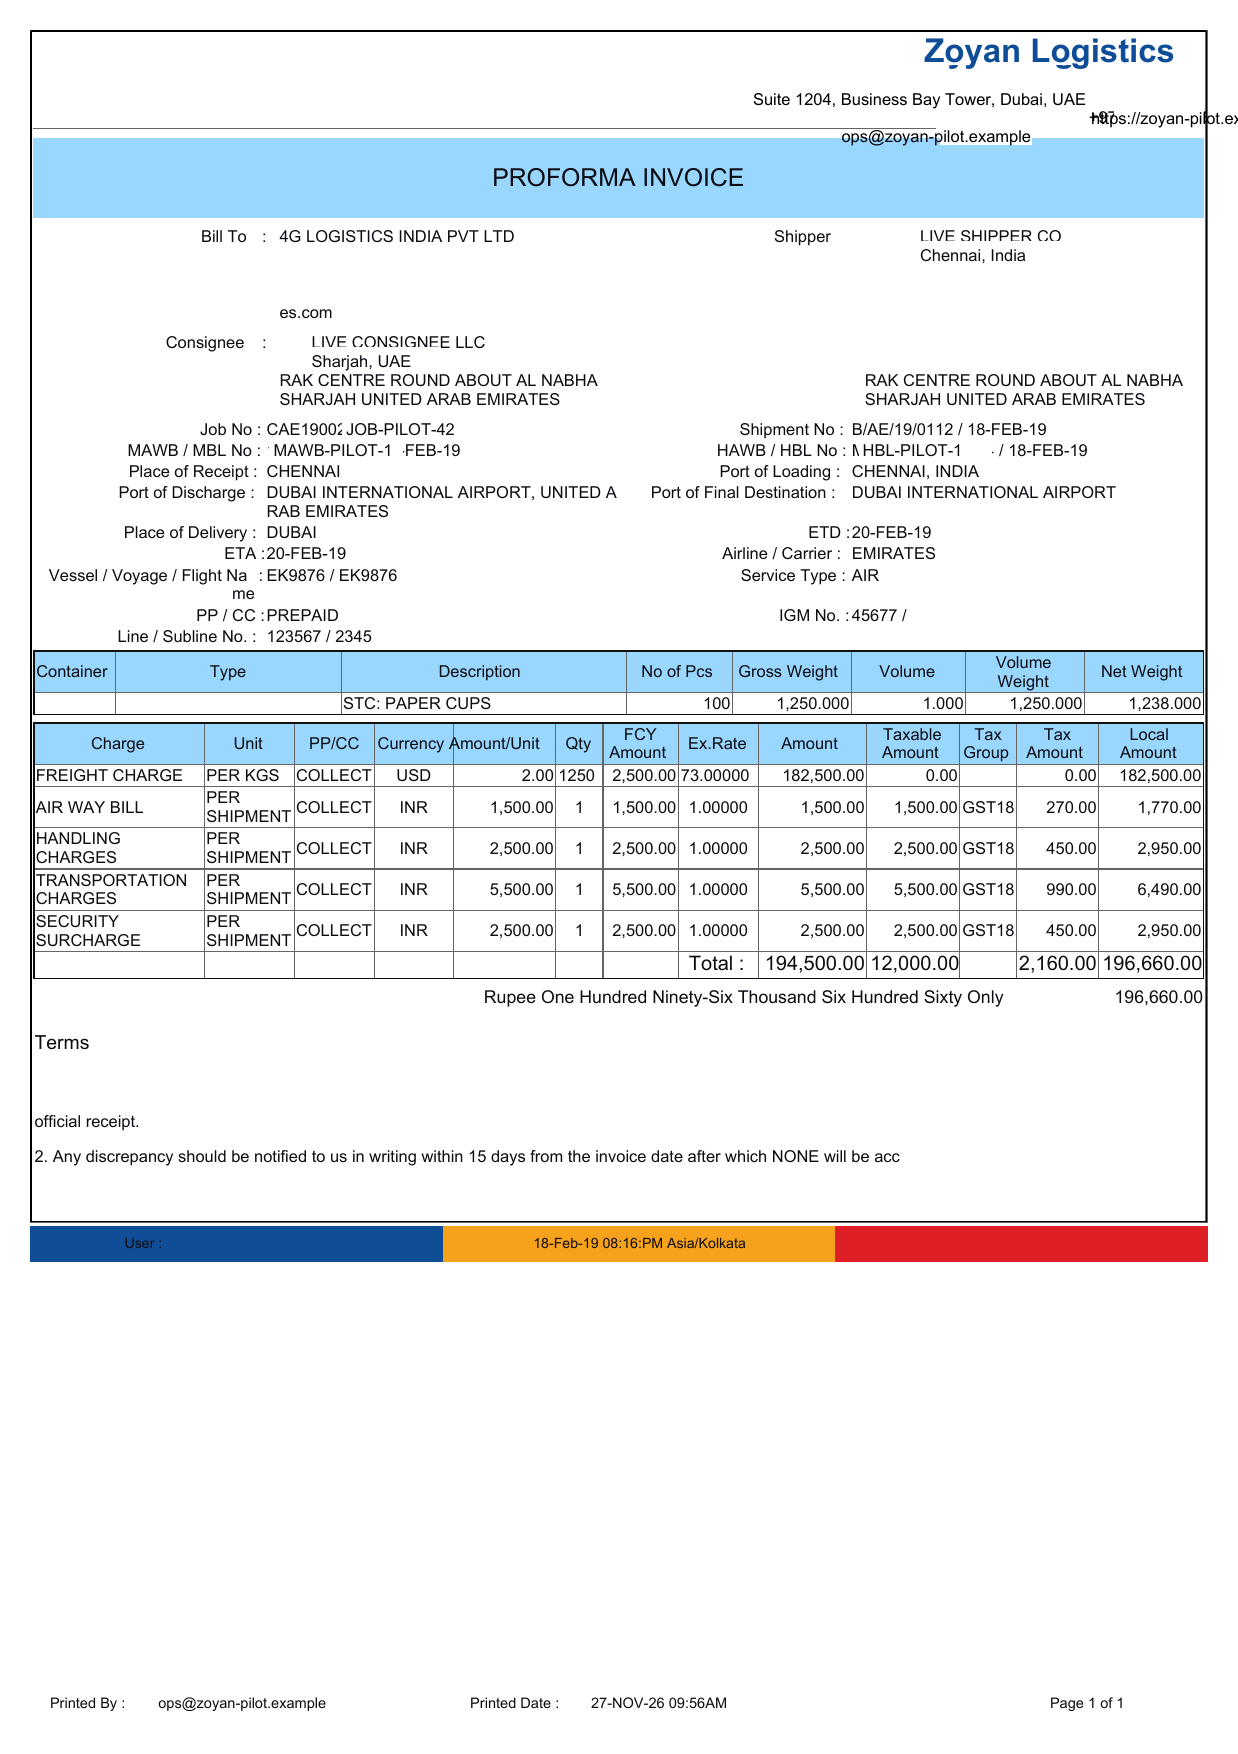 Zoyan Logistics
Suite 1204, Business Bay Tower, Dubai, UAE
https://zoyan-pilot.ex
ops@zoyan-pilot.example
PROFORMA INVOICE
Bill To : 4G LOGISTICS INDIA PVT LTD Shipper LIVE SHIPPER CO
Chennai, India
es.com
Consignee : LIVE CONSIGNEE LLC
Sharjah, UAE
RAK CENTRE ROUND ABOUT AL NABHA RAK CENTRE ROUND ABOUT AL NABHA
SHARJAH UNITED ARAB EMIRATES SHARJAH UNITED ARAB EMIRATES
Job No : CAE19002 JOB-PILOT-42 Shipment No : B/AE/19/0112 / 18-FEB-19
MAWB / MBL No : MAWB-PILOT-1 -FEB-19 HAWB / HBL No : HBL-PILOT-1 / 18-FEB-19
Place of Receipt : CHENNAI Port of Loading : CHENNAI, INDIA
Port of Discharge : DUBAI INTERNATIONAL AIRPORT, UNITED A Port of Final Destination : DUBAI INTERNATIONAL AIRPORT
RAB EMIRATES
Place of Delivery : DUBAI ETD : 20-FEB-19
ETA : 20-FEB-19 Airline / Carrier : EMIRATES
Vessel / Voyage / Flight Na : EK9876 / EK9876 Service Type : AIR
me
PP / CC : PREPAID IGM No. : 45677 /
Line / Subline No. : 123567 / 2345
Container Type Description No of Pcs Gross Weight Volume Volume Weight Net Weight
STC: PAPER CUPS 100 1,250.000 1.000 1,250.000 1,238.000
Charge Unit PP/CC Currency Amount/Unit Qty FCY Amount Ex.Rate Amount Taxable Amount Tax Group Tax Amount Local Amount
FREIGHT CHARGE PER KGS COLLECT USD 2.00 1250 2,500.00 73.00000 182,500.00 0.00 0.00 182,500.00
AIR WAY BILL PER SHIPMENT COLLECT INR 1,500.00 1 1,500.00 1.00000 1,500.00 1,500.00 GST18 270.00 1,770.00
HANDLING CHARGES PER SHIPMENT COLLECT INR 2,500.00 1 2,500.00 1.00000 2,500.00 2,500.00 GST18 450.00 2,950.00
TRANSPORTATION CHARGES PER SHIPMENT COLLECT INR 5,500.00 1 5,500.00 1.00000 5,500.00 5,500.00 GST18 990.00 6,490.00
SECURITY SURCHARGE PER SHIPMENT COLLECT INR 2,500.00 1 2,500.00 1.00000 2,500.00 2,500.00 GST18 450.00 2,950.00
Total : 194,500.00 12,000.00 2,160.00 196,660.00
Rupee One Hundred Ninety-Six Thousand Six Hundred Sixty Only 196,660.00
Terms
official receipt.
2. Any discrepancy should be notified to us in writing within 15 days from the invoice date after which NONE will be acc
User : 18-Feb-19 08:16:PM Asia/Kolkata
Printed By : ops@zoyan-pilot.example Printed Date : 27-NOV-26 09:56AM Page 1 of 1